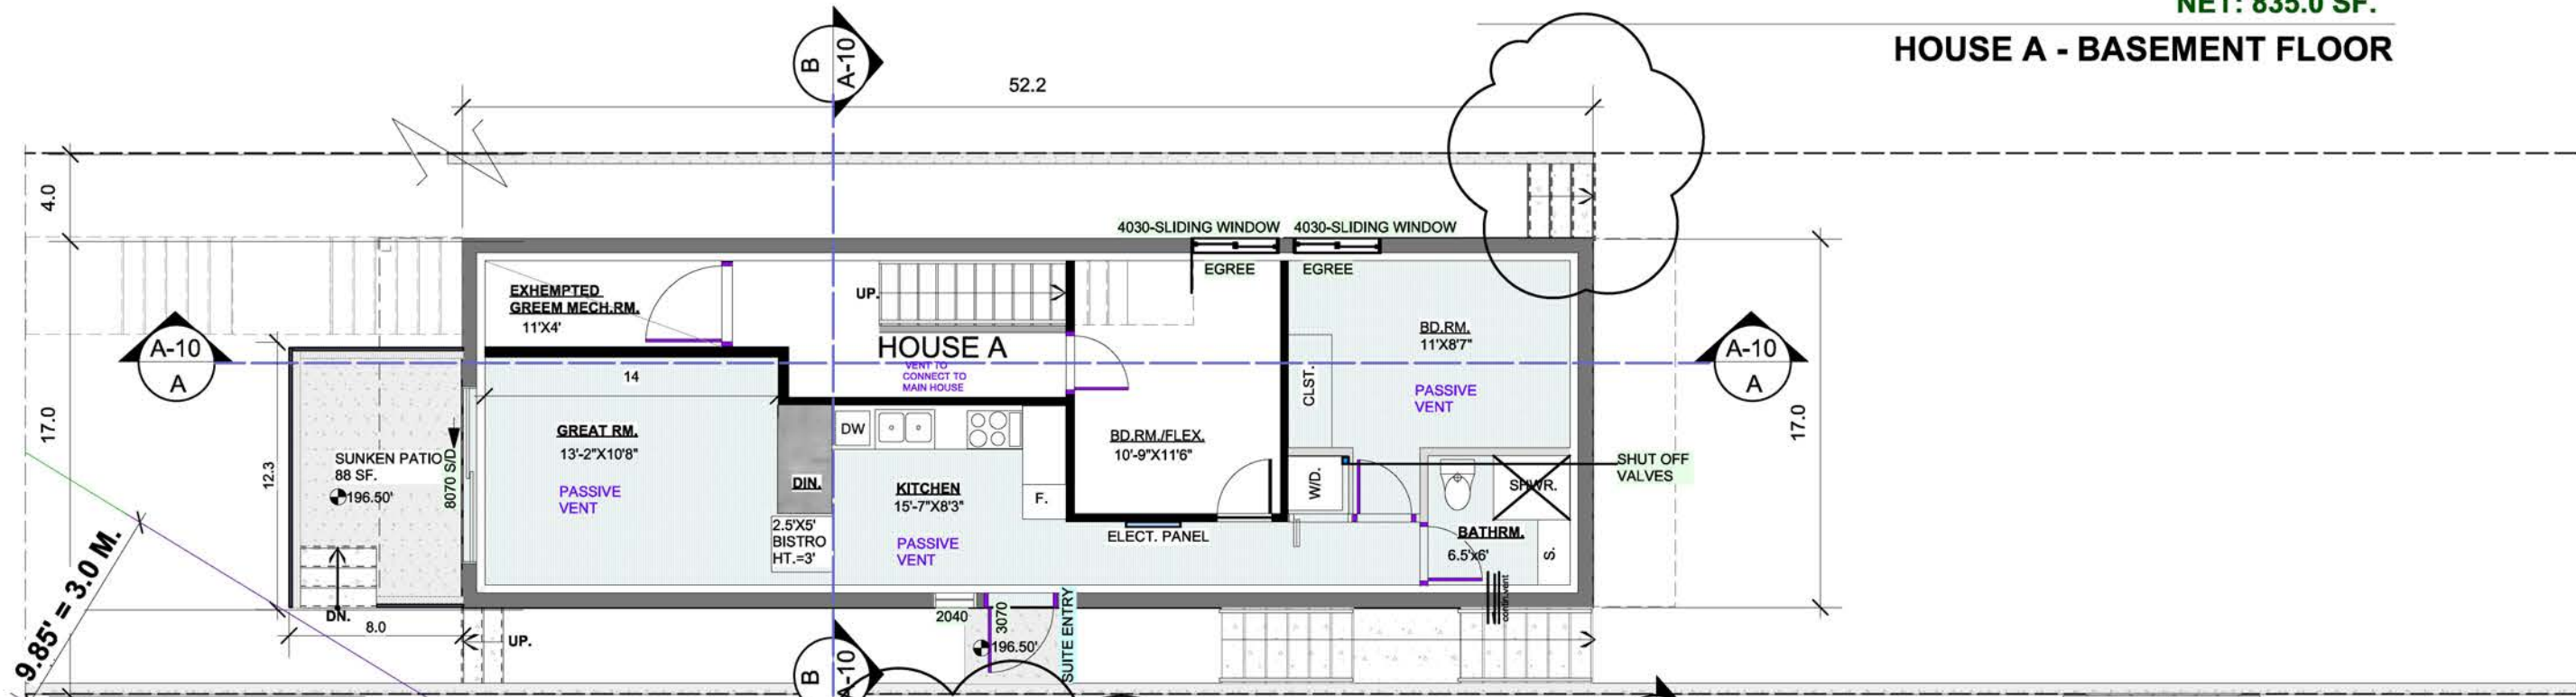 NET: 835.0 SF.
HOUSE A - BASEMENT FLOOR
B
A-10
52.2
4.0
4030-SLIDING WINDOW
4030-SLIDING WINDOW
EGREE
EGREE
EXHEMPTED
GREEM MECH.RM.
11'X4'
UP.
HOUSE A
VENT TO
CONNECT TO
MAIN HOUSE
BD.RM.
11'X8'7"
PASSIVE
VENT
CLST.
A-10
A
A-10
A
14
17.0
17.0
GREAT RM.
13'-2"X10'8"
PASSIVE
VENT
DW
BD.RM./FLEX.
10'-9"X11'6"
SUNKEN PATIO
88 SF.
196.50'
8070 S/D
12.3
DIN.
KITCHEN
15'-7"X8'3"
PASSIVE
VENT
F.
W/D.
SHWR.
SHUT OFF
VALVES
2.5'X5'
BISTRO
HT.=3'
ELECT. PANEL
BATHRM.
6.5'x6'
S.
contin.vent
9.85' = 3.0 M.
DN.
8.0
UP.
2040
3070
196.50'
SUITE ENTRY
B
A-10